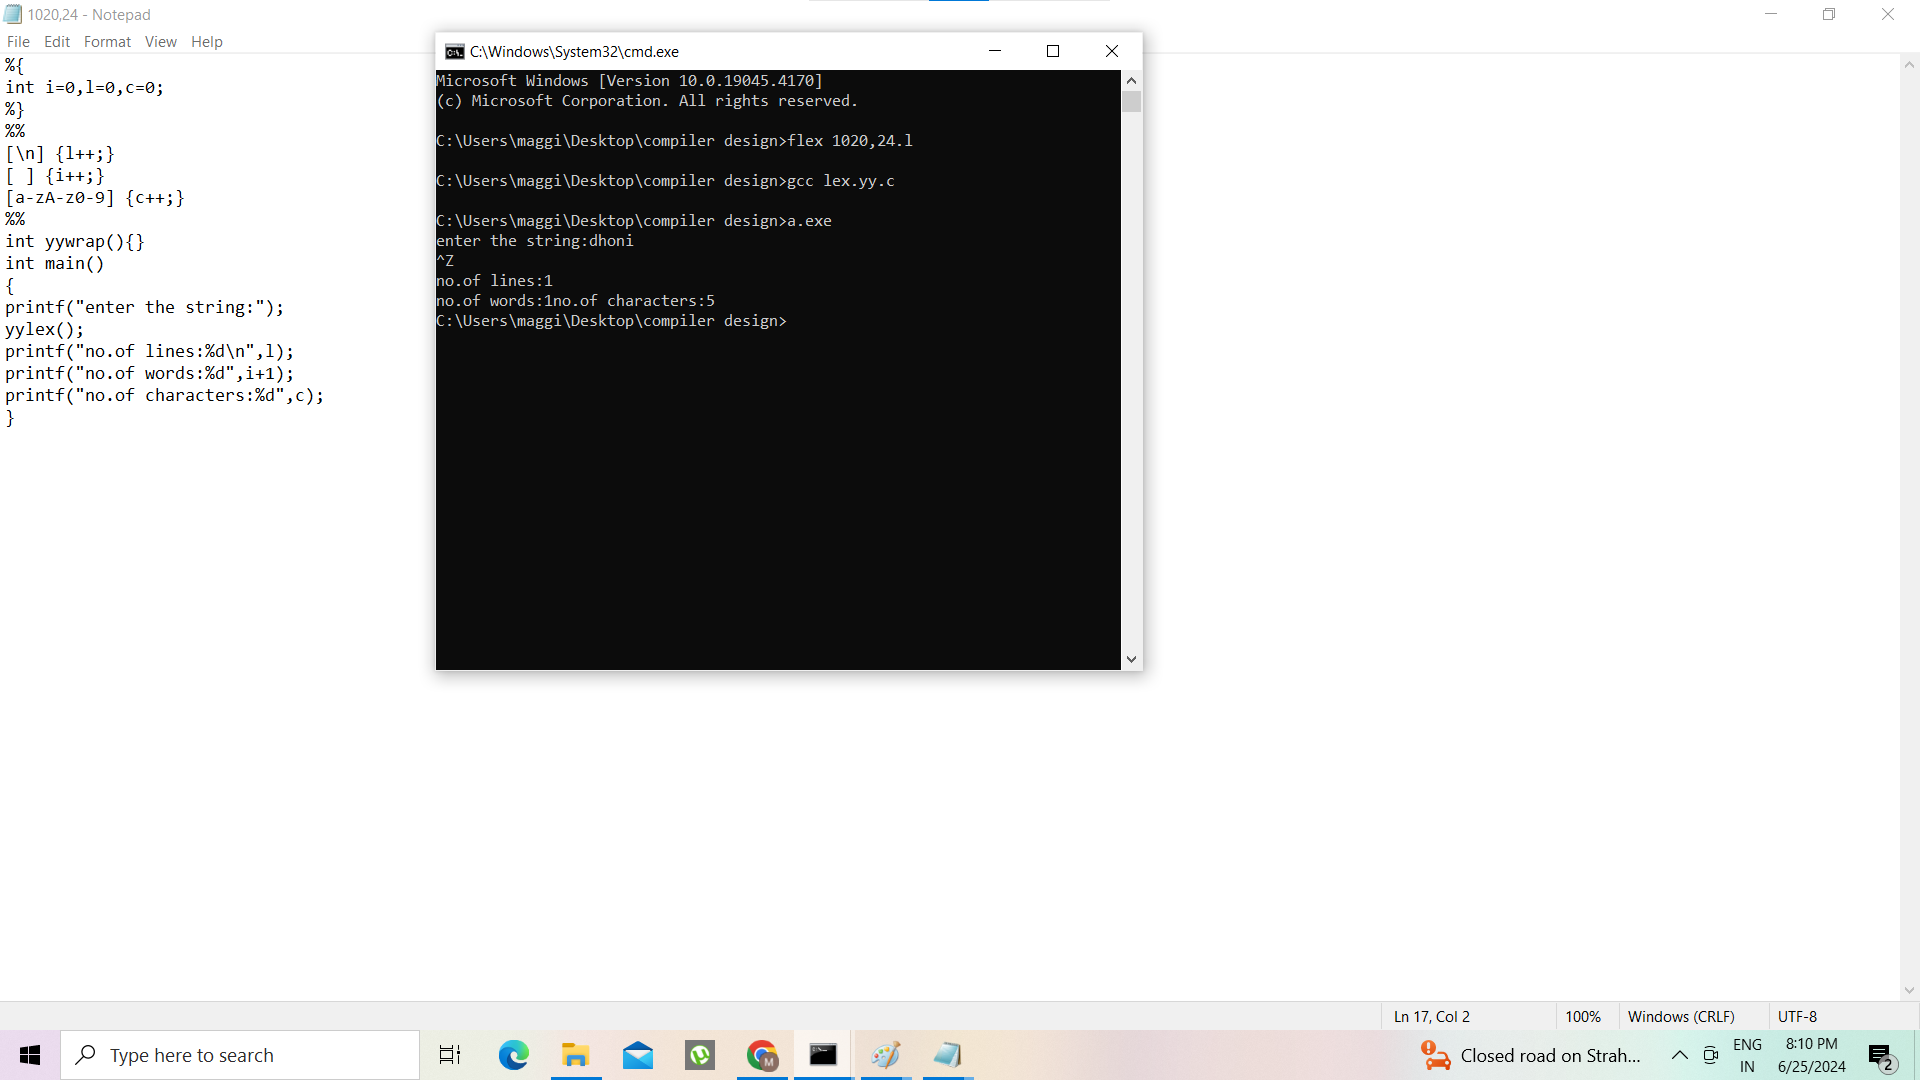 1020,24 - Notepad
File Edit Format View Help
%{
int i=0,l=0,c=0;
%}
%%
[\n] {l++;}
[ ] {i++;}
[a-zA-z0-9] {c++;}
%%
int yywrap(){}
int main()
{
printf("enter the string:");
yylex();
printf("no.of lines:%d\n",l);
printf("no.of words:%d",i+1);
printf("no.of characters:%d",c);
}
C:\Windows\System32\cmd.exe
Microsoft Windows [Version 10.0.19045.4170]
(c) Microsoft Corporation. All rights reserved.
C:\Users\maggi\Desktop\compiler design>flex 1020,24.l
C:\Users\maggi\Desktop\compiler design>gcc lex.yy.c
C:\Users\maggi\Desktop\compiler design>a.exe
enter the string:dhoni
^Z
no.of lines:1
no.of words:1no.of characters:5
C:\Users\maggi\Desktop\compiler design>
Ln 17, Col 2 100% Windows (CRLF) UTF-8
Type here to search
M
Closed road on Strah...
ENG
IN
8:10 PM
6/25/2024
2